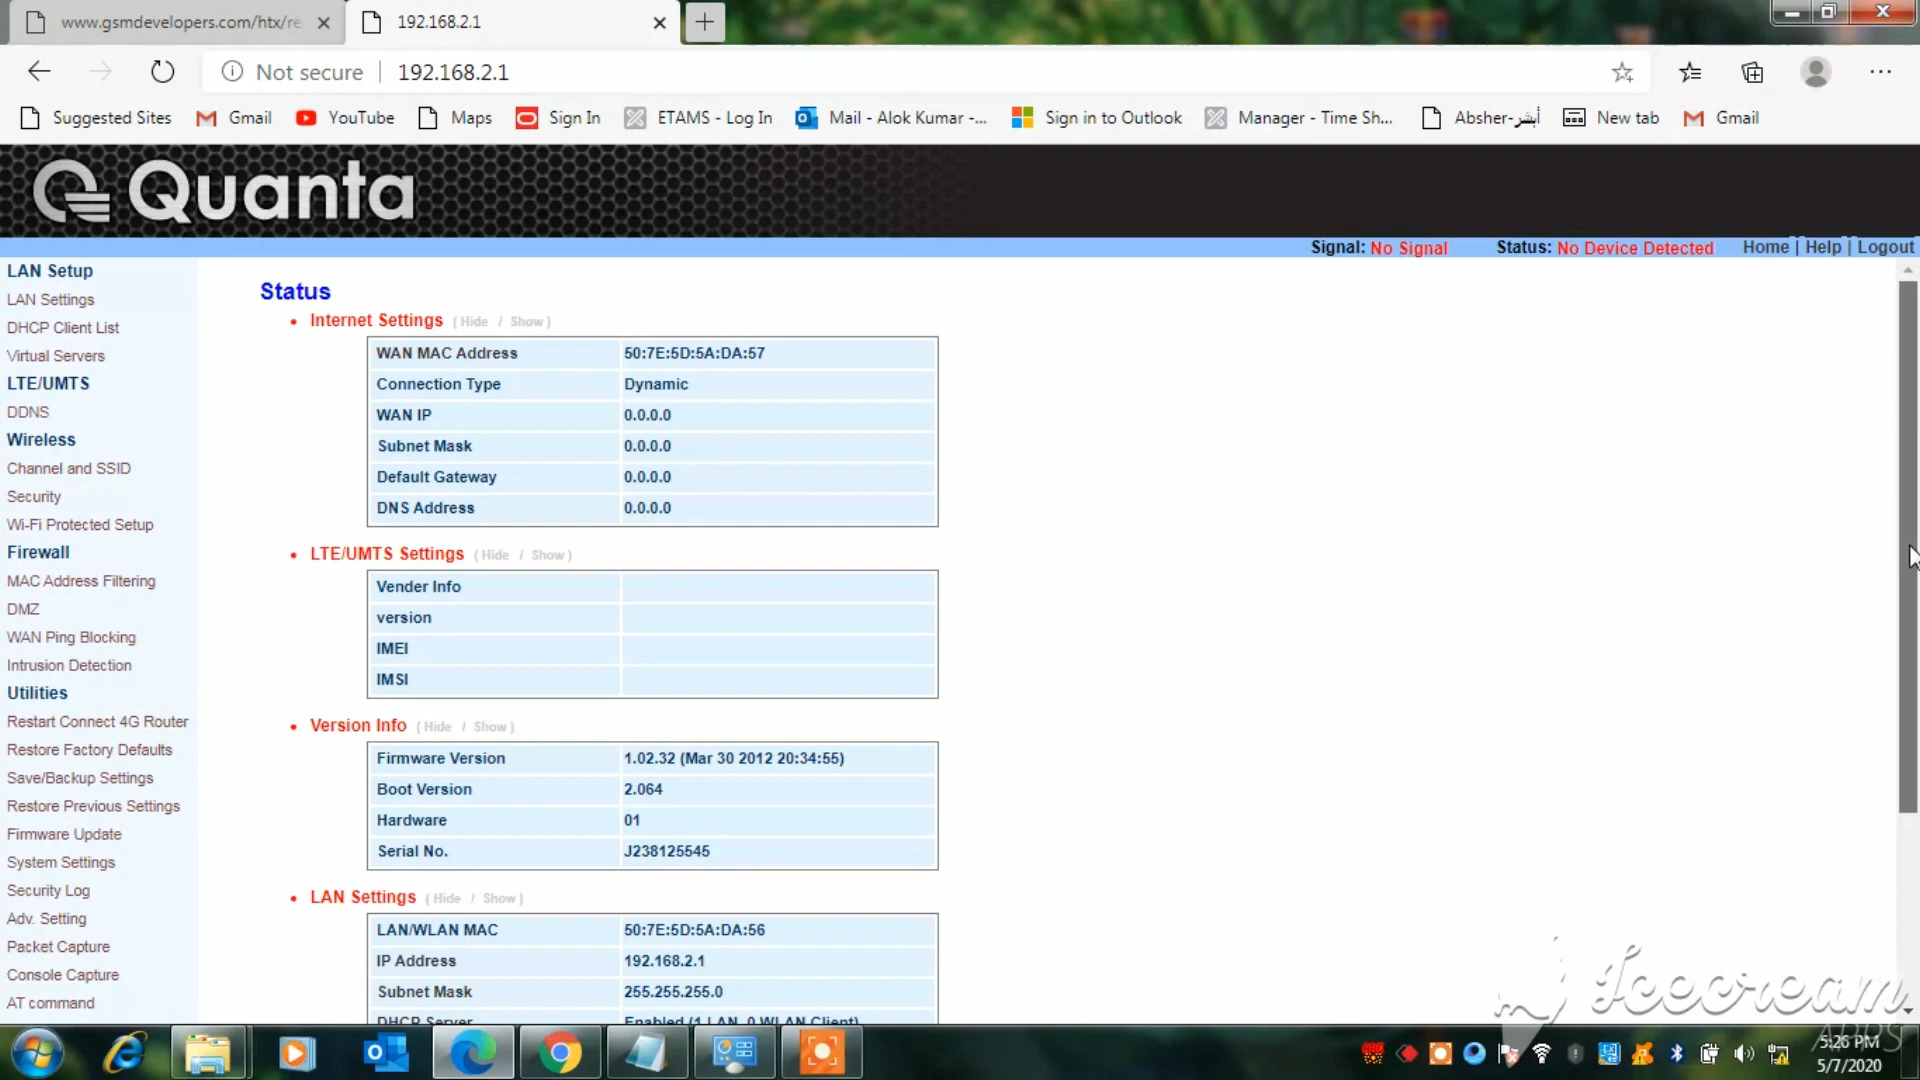 www.gsmdevelopers.com/htx/re
192.168.2.1
Not secure 192.168.2.1
Suggested Sites Gmail YouTube Maps Sign In ETAMS - Log In Mail - Alok Kumar -... Sign in to Outlook Manager - Time Sh... Absher-أبشر New tab Gmail
Quanta
Signal: No Signal Status: No Device Detected Home | Help | Logout
LAN Setup
LAN Settings
DHCP Client List
Virtual Servers
LTE/UMTS
DDNS
Wireless
Channel and SSID
Security
Wi-Fi Protected Setup
Firewall
MAC Address Filtering
DMZ
WAN Ping Blocking
Intrusion Detection
Utilities
Restart Connect 4G Router
Restore Factory Defaults
Save/Backup Settings
Restore Previous Settings
Firmware Update
System Settings
Security Log
Adv. Setting
Packet Capture
Console Capture
AT command
Status
Internet Settings ( Hide / Show )
WAN MAC Address 50:7E:5D:5A:DA:57
Connection Type Dynamic
WAN IP 0.0.0.0
Subnet Mask 0.0.0.0
Default Gateway 0.0.0.0
DNS Address 0.0.0.0
LTE/UMTS Settings ( Hide / Show )
Vender Info
version
IMEI
IMSI
Version Info ( Hide / Show )
Firmware Version 1.02.32 (Mar 30 2012 20:34:55)
Boot Version 2.064
Hardware 01
Serial No. J238125545
LAN Settings ( Hide / Show )
LAN/WLAN MAC 50:7E:5D:5A:DA:56
IP Address 192.168.2.1
Subnet Mask 255.255.255.0
DHCP Server Enabled (1 LAN, 0 WLAN Client)
Icecream
APPS
5:26 PM
5/7/2020